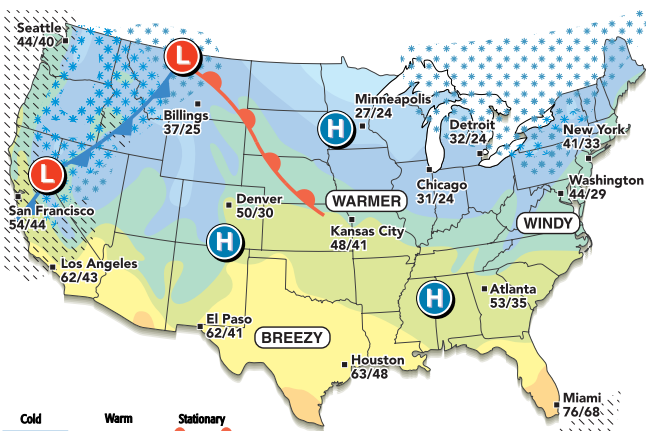 Seattle
44/40
L
Billings
37/25
Minneapolis
27/24
H
Detroit
32/24
New York
41/33
L
San Francisco
54/44
Denver
50/30
WARMER
Chicago
31/24
Washington
44/29
Kansas City
48/41
WINDY
H
Los Angeles
62/43
H
Atlanta
53/35
El Paso
62/41
BREEZY
Houston
63/48
Miami
76/68
Cold
Warm
Stationary